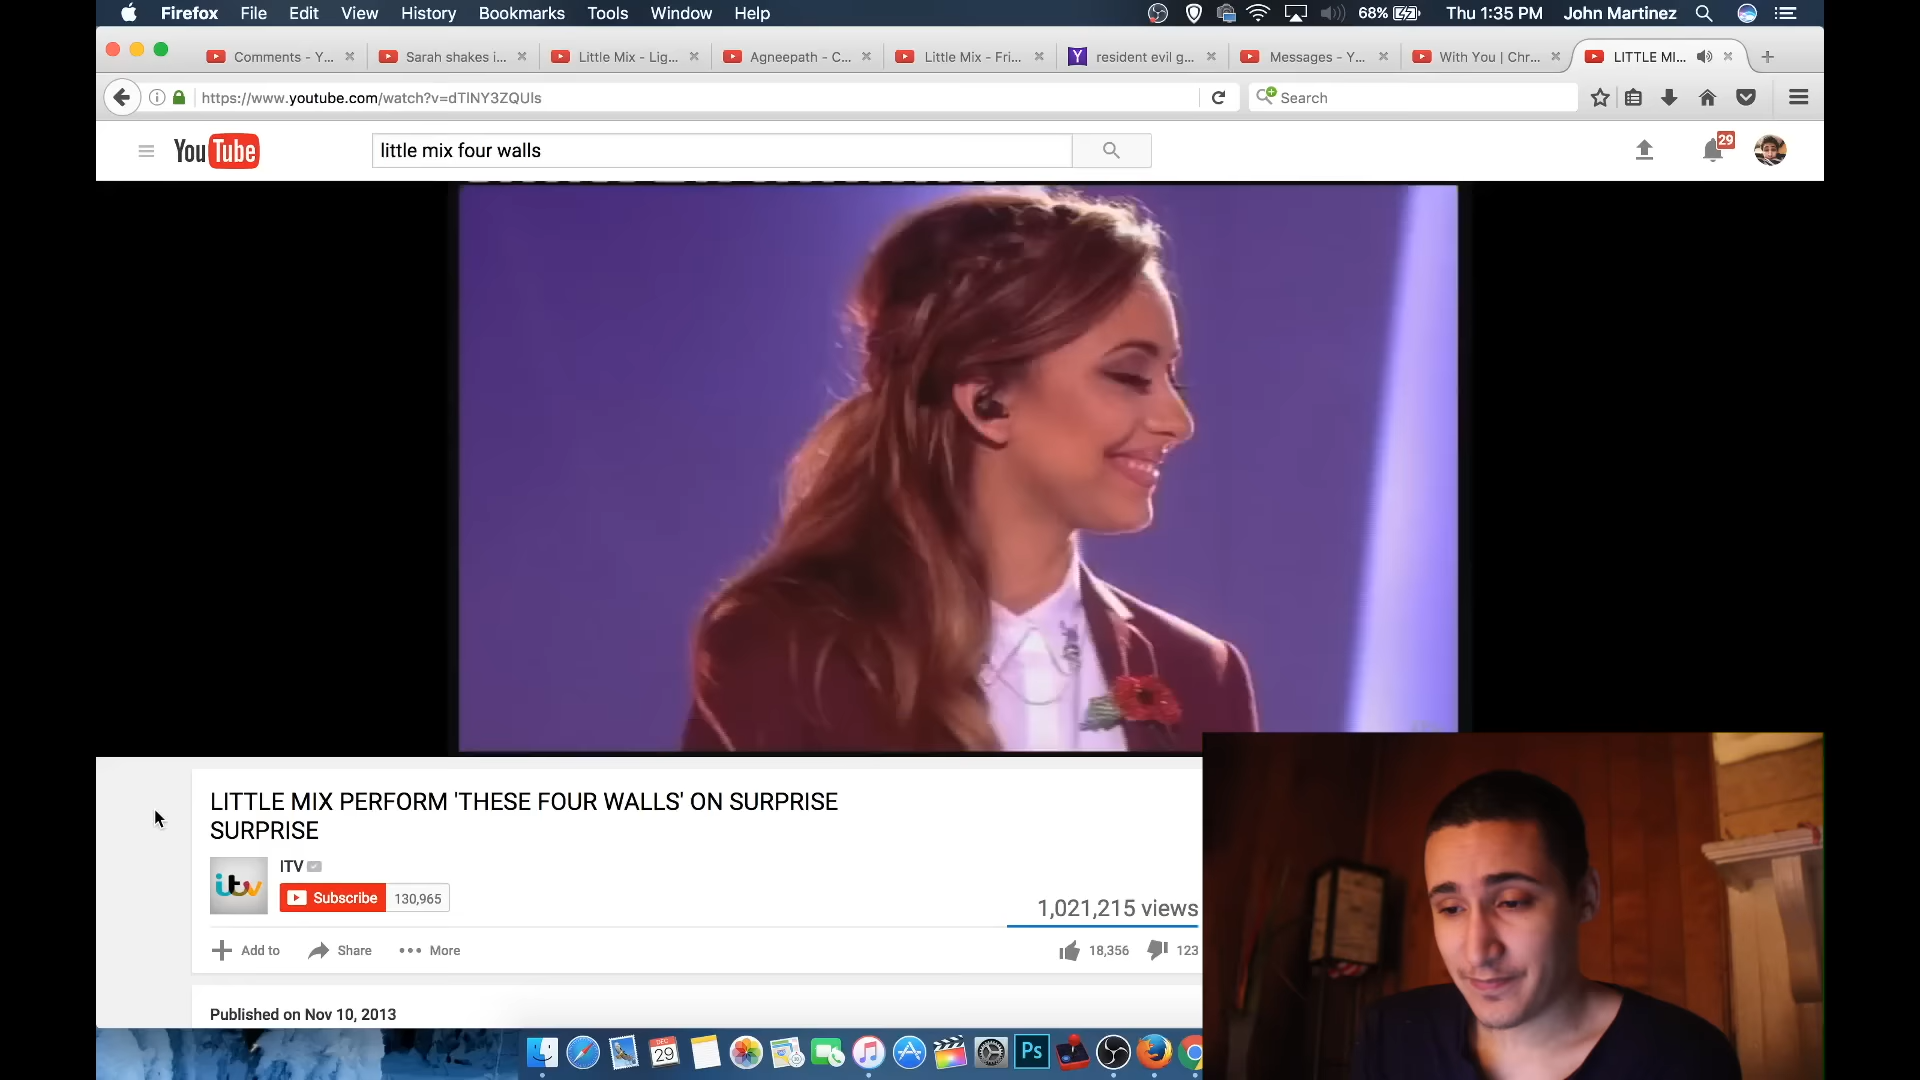 Firefox File Edit View History Bookmarks Tools Window Help 68% Thu 1:35 PM John Martinez
Comments - Y... Sarah shakes i... Little Mix - Lig... Agneepath - C... Little Mix - Fri... resident evil g... Messages - Y... With You | Chr... LITTLE MI...
https://www.youtube.com/watch?v=dTlNY3ZQUIs Search
YouTube little mix four walls 29
LITTLE MIX PERFORM 'THESE FOUR WALLS' ON SURPRISE
SURPRISE
itv ITV
Subscribe 130,965
1,021,215 views
Add to Share More 18,356 123
Published on Nov 10, 2013
DEC
29
Ps